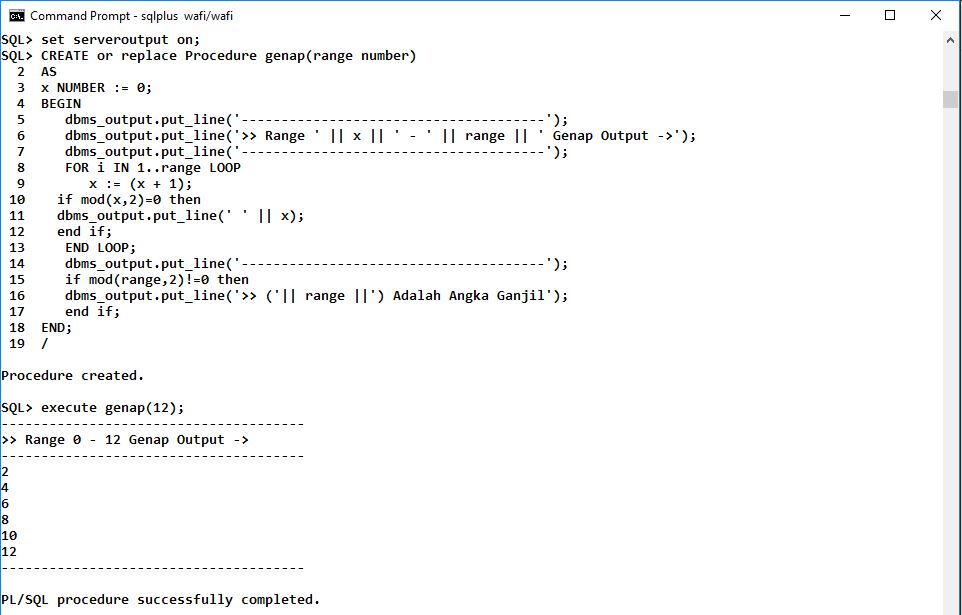 Command Prompt - sqlplus  wafi/wafi
SQL> set serveroutput on;
SQL> CREATE or replace Procedure genap(range number)
  2  AS
  3  x NUMBER := 0;
  4  BEGIN
  5     dbms_output.put_line('--------------------------------------');
  6     dbms_output.put_line('>> Range ' || x || ' - ' || range || ' Genap Output ->');
  7     dbms_output.put_line('--------------------------------------');
  8     FOR i IN 1..range LOOP
  9        x := (x + 1);
 10    if mod(x,2)=0 then
 11    dbms_output.put_line(' ' || x);
 12    end if;
 13     END LOOP;
 14     dbms_output.put_line('--------------------------------------');
 15     if mod(range,2)!=0 then
 16     dbms_output.put_line('>> ('|| range ||') Adalah Angka Ganjil');
 17     end if;
 18  END;
 19  /
Procedure created.
SQL> execute genap(12);
--------------------------------------
>> Range 0 - 12 Genap Output ->
--------------------------------------
2
4
6
8
10
12
--------------------------------------
PL/SQL procedure successfully completed.